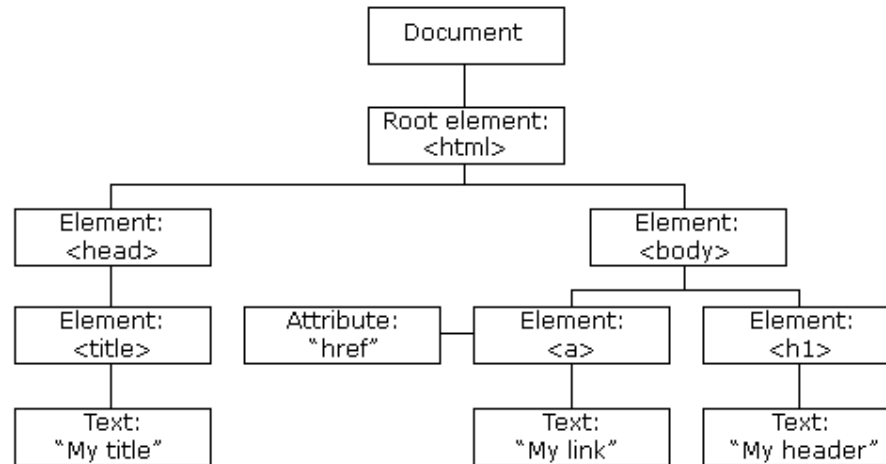 Document
Root element:
<html>
Element:
<head>
Element:
<body>
Element:
<title>
Attribute:
“href”
Element:
<a>
Element:
<h1>
Text:
“My title”
Text:
“My link”
Text:
“My header”